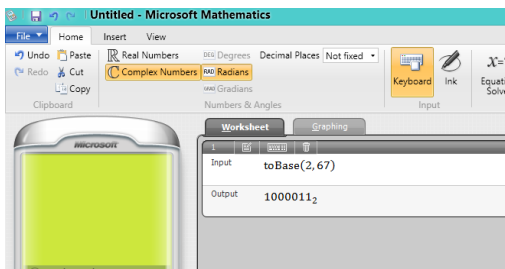 Untitled - Microsoft Mathematics
File Home Insert View
Undo Paste Real Numbers DEG Degrees Decimal Places Not fixed
Redo Cut Complex Numbers RAD Radians
Copy Gradians
Keyboard Ink
Clipboard Numbers & Angles Input
Worksheet Graphing
Microsoft
1
Input toBase(2,67)
Output 1000011₂